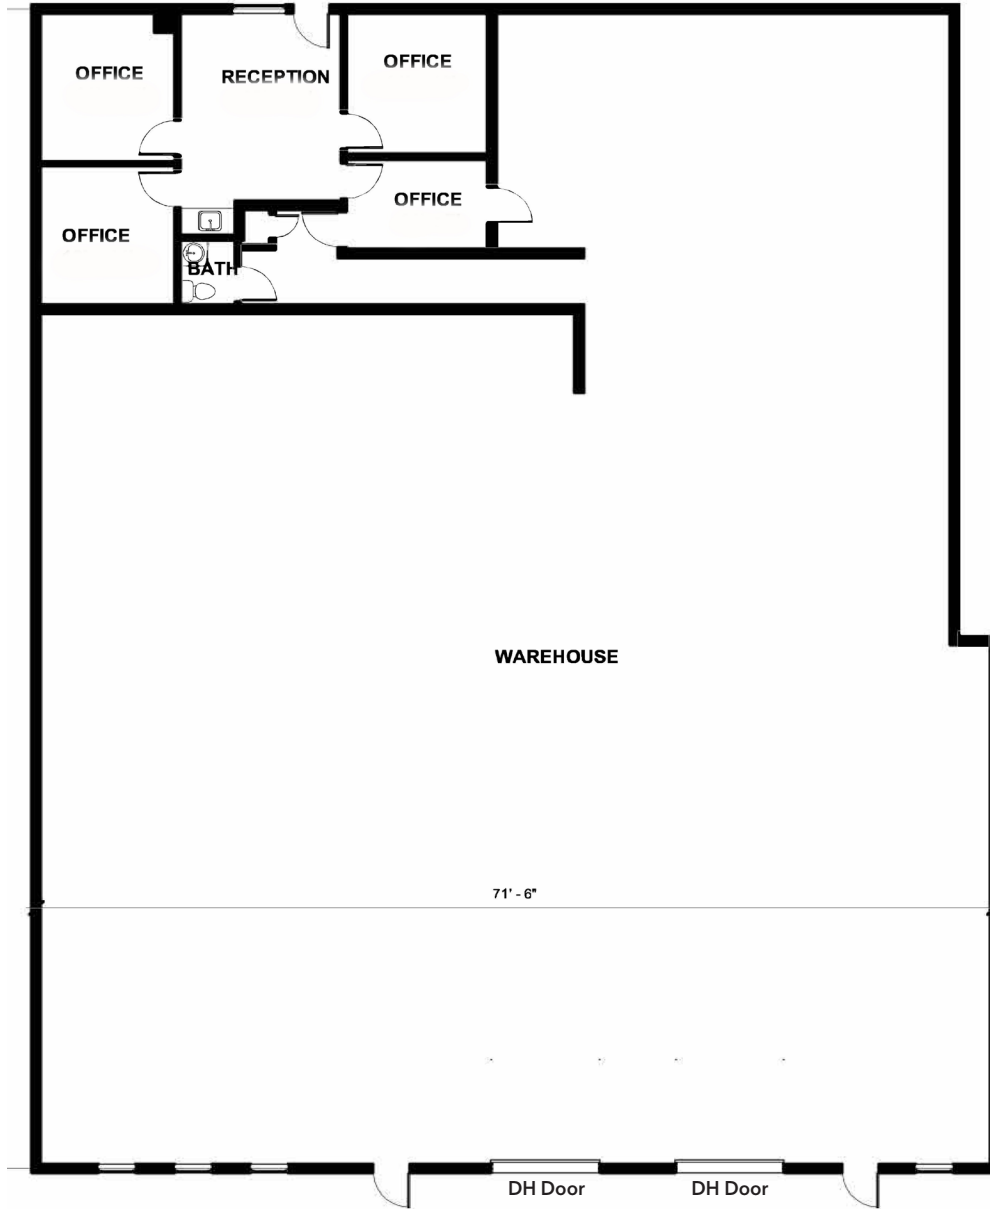 OFFICE
RECEPTION
OFFICE
OFFICE
OFFICE
BATH
WAREHOUSE
71' - 6"
DH Door
DH Door